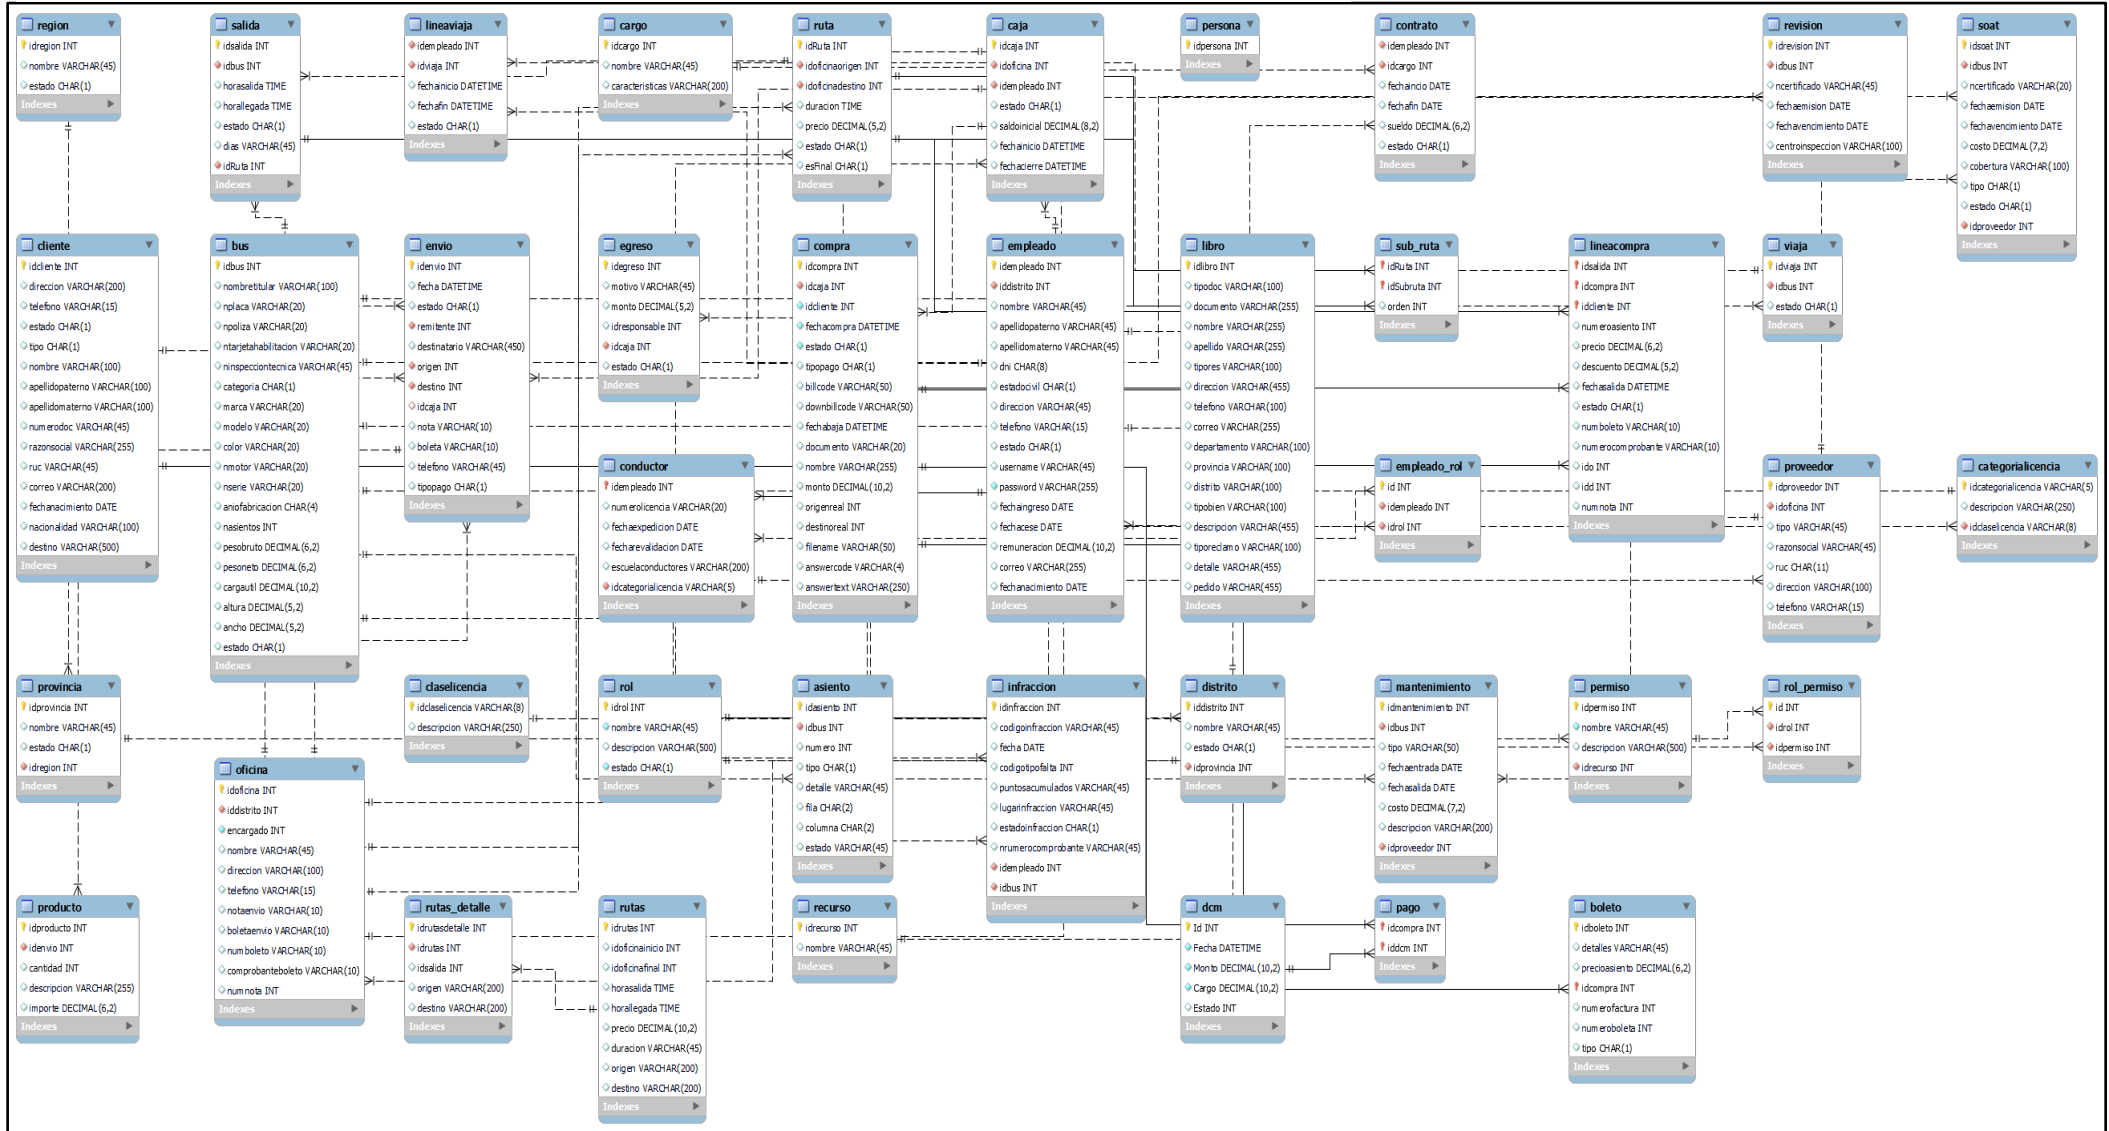 region
idregion INT
nombre VARCHAR(45)
estado CHAR(1)
Indexes
salida
idsalida INT
idbus INT
horasalida TIME
horallegada TIME
estado CHAR(1)
dias VARCHAR(45)
idRuta INT
Indexes
lineaviaja
idempleado INT
idviaja INT
fechainicio DATETIME
fechafin DATETIME
estado CHAR(1)
Indexes
cargo
idcargo INT
nombre VARCHAR(45)
caracteristicas VARCHAR(200)
Indexes
ruta
idRuta INT
idoficinaorigen INT
idoficinadestino INT
duracion TIME
precio DECIMAL(5,2)
estado CHAR(1)
esFinal CHAR(1)
Indexes
caja
idcaja INT
idoficina INT
idempleado INT
estado CHAR(1)
saldoinicial DECIMAL(8,2)
fechainicio DATETIME
fechacierre DATETIME
Indexes
persona
idpersona INT
Indexes
contrato
idempleado INT
idcargo INT
fechaincio DATE
fechafin DATE
sueldo DECIMAL(6,2)
estado CHAR(1)
Indexes
revision
idrevision INT
idbus INT
ncertificado VARCHAR(45)
fechaemision DATE
fechavencimiento DATE
centroinspeccion VARCHAR(100)
Indexes
soat
idsoat INT
idbus INT
ncertificado VARCHAR(20)
fechaemision DATE
fechavencimiento DATE
costo DECIMAL(7,2)
cobertura VARCHAR(100)
tipo CHAR(1)
estado CHAR(1)
idproveedor INT
Indexes
cliente
idcliente INT
direccion VARCHAR(200)
telefono VARCHAR(15)
estado CHAR(1)
tipo CHAR(1)
nombre VARCHAR(100)
apellidopaterno VARCHAR(100)
apellidomaterno VARCHAR(100)
numerodoc VARCHAR(45)
razonsocial VARCHAR(255)
ruc VARCHAR(45)
correo VARCHAR(200)
fechanacimiento DATE
nacionalidad VARCHAR(100)
destino VARCHAR(500)
Indexes
bus
idbus INT
nombretitular VARCHAR(100)
nplaca VARCHAR(20)
npoliza VARCHAR(20)
ntarjetahabilitacion VARCHAR(20)
ninspecciontecnica VARCHAR(45)
categoria CHAR(1)
marca VARCHAR(20)
modelo VARCHAR(20)
color VARCHAR(20)
nmotor VARCHAR(20)
nserie VARCHAR(20)
aniofabricacion CHAR(4)
nasientos INT
pesobruto DECIMAL(6,2)
pesoneto DECIMAL(6,2)
cargautil DECIMAL(10,2)
altura DECIMAL(5,2)
ancho DECIMAL(5,2)
estado CHAR(1)
Indexes
envio
idenvio INT
fecha DATETIME
estado CHAR(1)
remitente INT
destinatario VARCHAR(450)
origen INT
destino INT
idcaja INT
nota VARCHAR(10)
boleta VARCHAR(10)
telefono VARCHAR(45)
tipopago CHAR(1)
Indexes
egreso
idegreso INT
motivo VARCHAR(45)
monto DECIMAL(5,2)
idresponsable INT
idcaja INT
estado CHAR(1)
Indexes
compra
idcompra INT
idcaja INT
idcliente INT
fechacompra DATETIME
estado CHAR(1)
tipopago CHAR(1)
billcode VARCHAR(50)
downbillcode VARCHAR(50)
fechabaja DATETIME
documento VARCHAR(20)
nombre VARCHAR(255)
monto DECIMAL(10,2)
origenreal INT
destinoreal INT
filename VARCHAR(50)
answercode VARCHAR(4)
answertext VARCHAR(250)
Indexes
empleado
idempleado INT
iddistrito INT
nombre VARCHAR(45)
apellidopaterno VARCHAR(45)
apellidomaterno VARCHAR(45)
dni CHAR(8)
estadocivil CHAR(1)
direccion VARCHAR(45)
telefono VARCHAR(15)
estado CHAR(1)
username VARCHAR(45)
password VARCHAR(255)
fechaingreso DATE
fechacese DATE
remuneracion DECIMAL(10,2)
correo VARCHAR(255)
fechanacimiento DATE
Indexes
libro
idlibro INT
tipodoc VARCHAR(100)
documento VARCHAR(255)
nombre VARCHAR(255)
apellido VARCHAR(255)
tipores VARCHAR(100)
direccion VARCHAR(455)
telefono VARCHAR(100)
correo VARCHAR(255)
departamento VARCHAR(100)
provincia VARCHAR(100)
distrito VARCHAR(100)
tipobien VARCHAR(100)
descripcion VARCHAR(455)
tiporeclamo VARCHAR(100)
detalle VARCHAR(455)
pedido VARCHAR(455)
Indexes
sub_ruta
idRuta INT
idSubruta INT
orden INT
Indexes
lineacompra
idsalida INT
idcompra INT
idcliente INT
numeroasiento INT
precio DECIMAL(6,2)
descuento DECIMAL(5,2)
fechasalida DATETIME
estado CHAR(1)
numboleto VARCHAR(10)
numerocomprobante VARCHAR(10)
ido INT
idd INT
numnota INT
Indexes
viaja
idviaja INT
idbus INT
estado CHAR(1)
Indexes
conductor
idempleado INT
numerolicencia VARCHAR(20)
fechaexpedicion DATE
fecharevalidacion DATE
escuelaconductores VARCHAR(200)
idcategorialicencia VARCHAR(5)
Indexes
empleado_rol
id INT
idempleado INT
idrol INT
Indexes
proveedor
idproveedor INT
idoficina INT
tipo VARCHAR(45)
razonsocial VARCHAR(45)
ruc CHAR(11)
direccion VARCHAR(100)
telefono VARCHAR(15)
Indexes
categorialicencia
idcategorialicencia VARCHAR(5)
descripcion VARCHAR(250)
idclaselicencia VARCHAR(8)
Indexes
provincia
idprovincia INT
nombre VARCHAR(45)
estado CHAR(1)
idregion INT
Indexes
oficina
idoficina INT
iddistrito INT
encargado INT
nombre VARCHAR(45)
direccion VARCHAR(100)
telefono VARCHAR(15)
notaenvio VARCHAR(10)
boletaenvio VARCHAR(10)
numboleto VARCHAR(10)
comprobanteboleto VARCHAR(10)
numnota INT
Indexes
claselicencia
idclaselicencia VARCHAR(8)
descripcion VARCHAR(250)
Indexes
rol
idrol INT
nombre VARCHAR(45)
descripcion VARCHAR(500)
estado CHAR(1)
Indexes
asiento
idasiento INT
idbus INT
numero INT
tipo CHAR(1)
detalle VARCHAR(45)
fila CHAR(2)
columna CHAR(2)
estado VARCHAR(45)
Indexes
infraccion
idinfraccion INT
codigoinfraccion VARCHAR(45)
fecha DATE
codigotipofalta INT
puntosacumulados VARCHAR(45)
lugarinfraccion VARCHAR(45)
estadoinfraccion CHAR(1)
nrumerocomprobante VARCHAR(45)
idempleado INT
idbus INT
Indexes
distrito
iddistrito INT
nombre VARCHAR(45)
estado CHAR(1)
idprovincia INT
Indexes
mantenimiento
idmantenimiento INT
idbus INT
tipo VARCHAR(50)
fechaentrada DATE
fechasalida DATE
costo DECIMAL(7,2)
descripcion VARCHAR(200)
idproveedor INT
Indexes
permiso
idpermiso INT
nombre VARCHAR(45)
descripcion VARCHAR(500)
idrecurso INT
Indexes
rol_permiso
id INT
idrol INT
idpermiso INT
Indexes
producto
idproducto INT
idenvio INT
cantidad INT
descripcion VARCHAR(255)
importe DECIMAL(6,2)
Indexes
rutas_detalle
idrutasdetalle INT
idrutas INT
idsalida INT
origen VARCHAR(200)
destino VARCHAR(200)
Indexes
rutas
idrutas INT
idoficinainicio INT
idoficinafinal INT
horasalida TIME
horallegada TIME
precio DECIMAL(10,2)
duracion VARCHAR(45)
origen VARCHAR(200)
destino VARCHAR(200)
Indexes
recurso
idrecurso INT
nombre VARCHAR(45)
Indexes
dcm
Id INT
Fecha DATETIME
Monto DECIMAL(10,2)
Cargo DECIMAL(10,2)
Estado INT
Indexes
pago
idcompra INT
iddcm INT
Indexes
boleto
idboleto INT
detalles VARCHAR(45)
precioasiento DECIMAL(6,2)
idcompra INT
numerofactura INT
numeroboleta INT
tipo CHAR(1)
Indexes